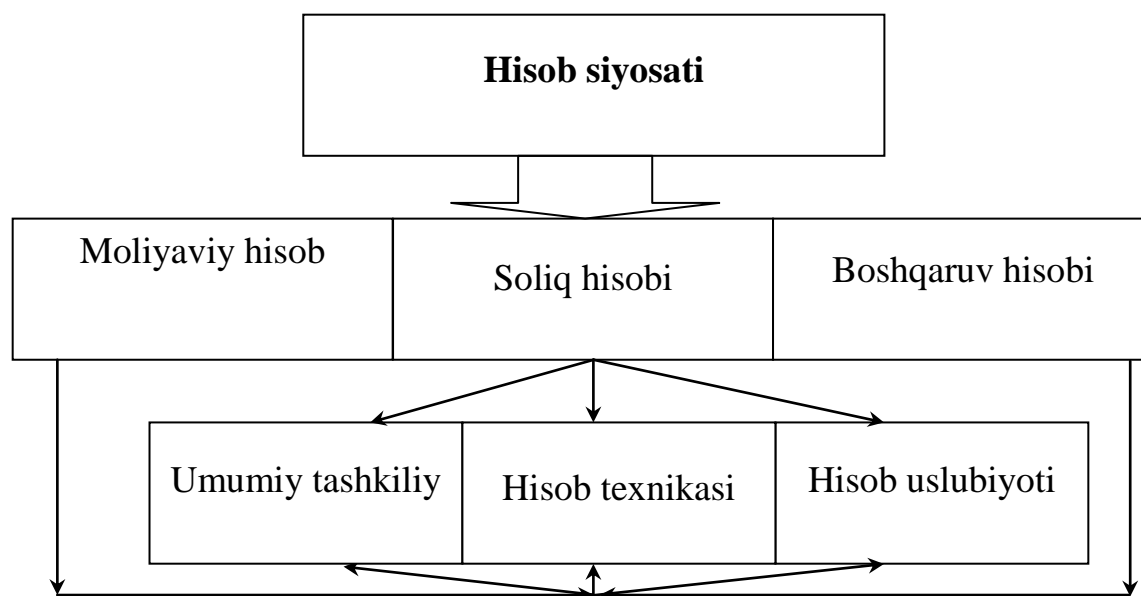 Hisob siyosati
Moliyaviy hisob
Soliq hisobi
Boshqaruv hisobi
Umumiy tashkiliy
Hisob texnikasi
Hisob uslubiyoti